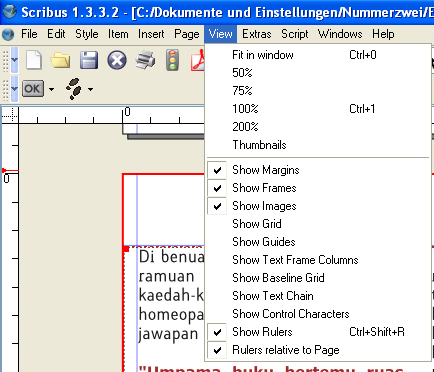 Scribus 1.3.3.2 - [C:/Dokumente und Einstellungen/Nummerzwei/E
File Edit Style Item Insert Page View Extras Script Windows Help
Fit in window Ctrl+0
50%
75%
100% Ctrl+1
200%
Thumbnails
Show Margins
Show Frames
Show Images
Show Grid
Show Guides
Show Text Frame Columns
Show Baseline Grid
Show Text Chain
Show Control Characters
Show Rulers Ctrl+Shift+R
Rulers relative to Page
OK
0
0
Di benua
ramuan
kaedah-k
homeopa
jawapan
"Umpama buku bertemu ruas